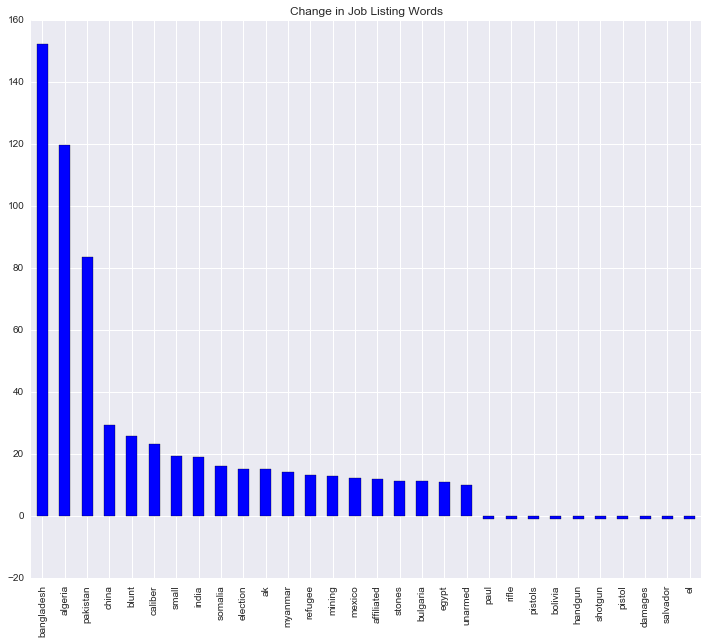 Change in Job Listing Words
160
140
120
100
80
60
40
20
0
−20
bangladesh
algeria
pakistan
china
blunt
caliber
small
india
somalia
election
ak
myanmar
refugee
mining
mexico
affiliated
stones
bulgaria
egypt
unarmed
paul
rifle
pistols
bolivia
handgun
shotgun
pistol
damages
salvador
el